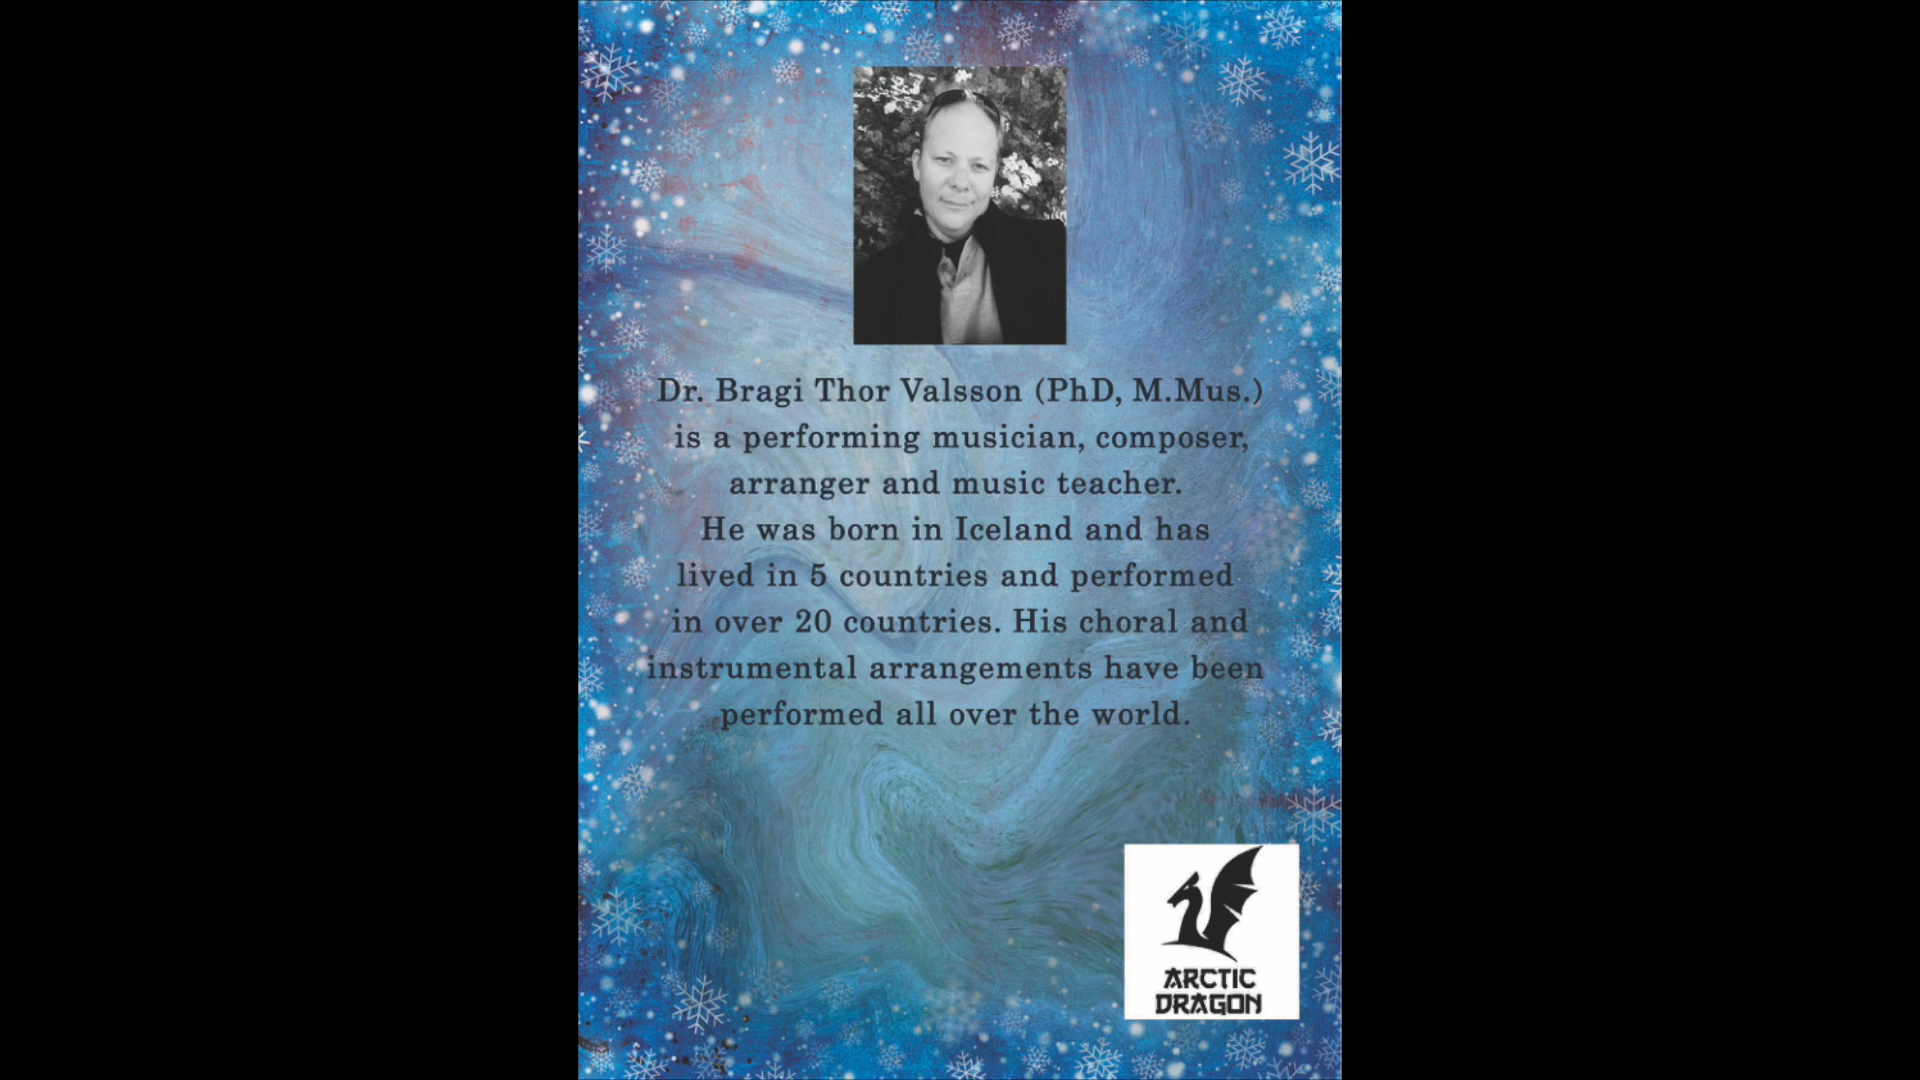 Dr. Bragi Thor Valsson (PhD, M.Mus.)
is a performing musician, composer,
arranger and music teacher.
He was born in Iceland and has
lived in 5 countries and performed
in over 20 countries. His choral and
instrumental arrangements have been
performed all over the world.
ARCTIC
DRAGON